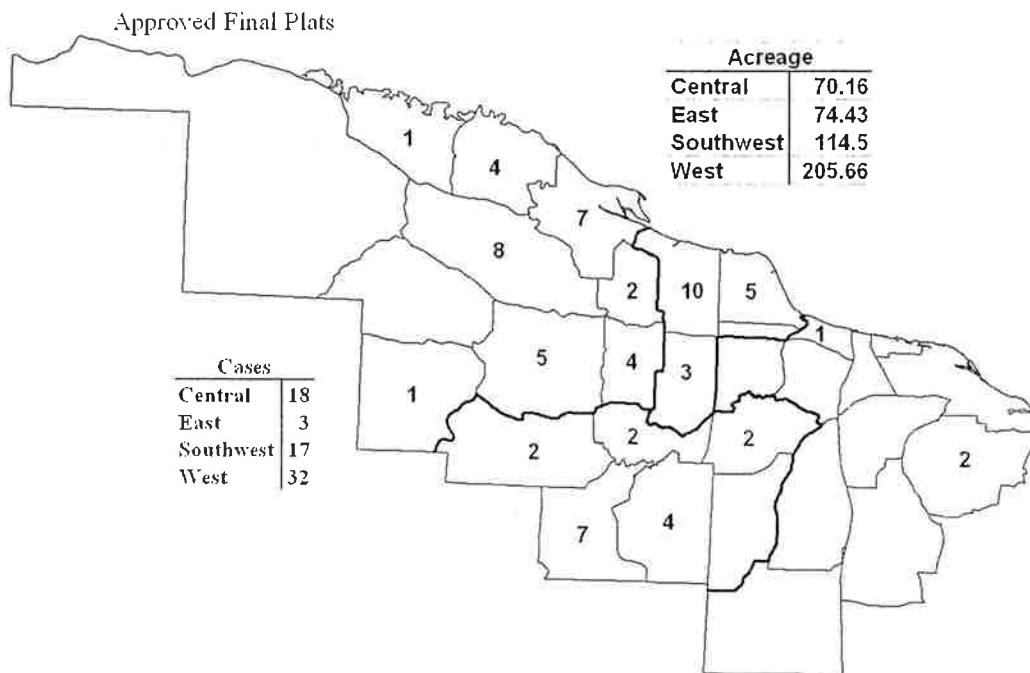 Approved Final Plats
Acreage
Central 70.16
East 74.43
Southwest 114.5
West 205.66
1
4
7
8
2
10
5
1
5
4
3
1
2
2
2
2
7
4
Cases
Central 18
East 3
Southwest 17
West 32